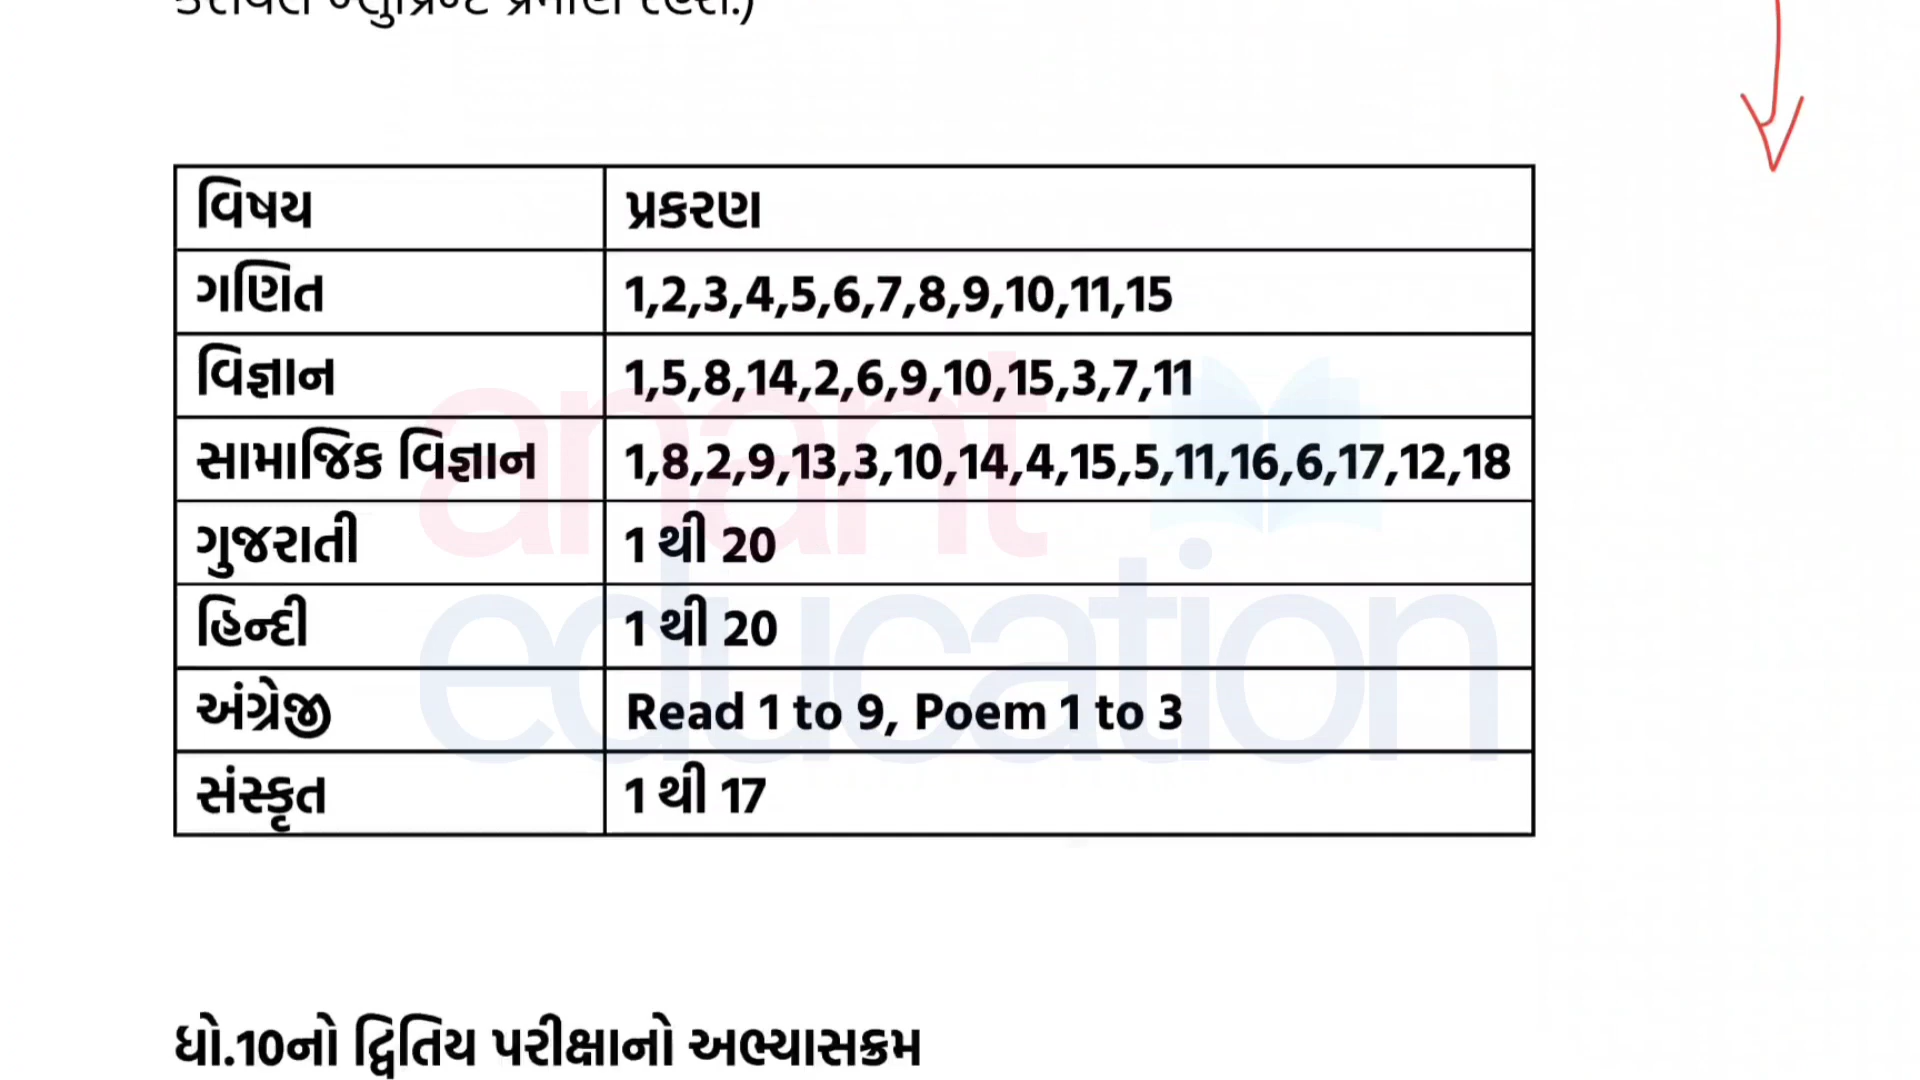 વિષય પ્રકરણ
ગણિત 1,2,3,4,5,6,7,8,9,10,11,15
વિજ્ઞાન 1,5,8,14,2,6,9,10,15,3,7,11
સામાજિક વિજ્ઞાન 1,8,2,9,13,3,10,14,4,15,5,11,16,6,17,12,18
ગુજરાતી 1 થી 20
હિન્દી 1 થી 20
અંગ્રેજી Read 1 to 9, Poem 1 to 3
સંસ્કૃત 1 થી 17
anant
education
ધો.10નો દ્વિતિય પરીક્ષાનો અભ્યાસક્રમ